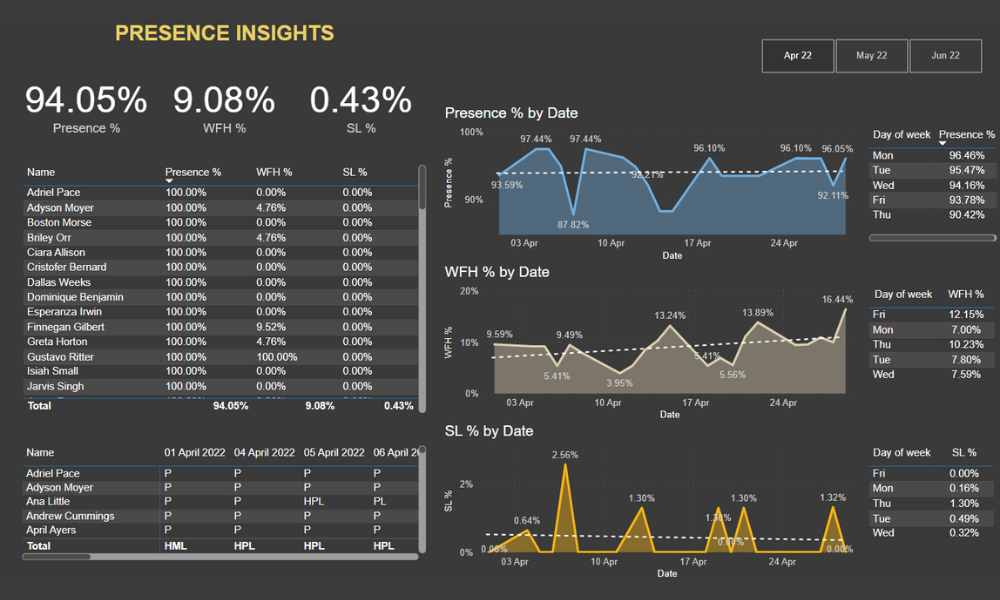 PRESENCE INSIGHTS
Apr 22 May 22 Jun 22
94.05% 9.08% 0.43%
Presence % WFH % SL %
Name Presence % WFH % SL %
Adriel Pace 100.00% 0.00% 0.00%
Adyson Moyer 100.00% 4.76% 0.00%
Boston Morse 100.00% 0.00% 0.00%
Briley Orr 100.00% 4.76% 0.00%
Ciara Allison 100.00% 0.00% 0.00%
Cristofer Bernard 100.00% 0.00% 0.00%
Dallas Weeks 100.00% 0.00% 0.00%
Dominique Benjamin 100.00% 0.00% 0.00%
Esperanza Irwin 100.00% 0.00% 0.00%
Finnegan Gilbert 100.00% 9.52% 0.00%
Greta Horton 100.00% 4.76% 0.00%
Gustavo Ritter 100.00% 100.00% 0.00%
Isiah Small 100.00% 0.00% 0.00%
Jarvis Singh 100.00% 0.00% 0.00%
Total 94.05% 9.08% 0.43%
Name 01 April 2022 04 April 2022 05 April 2022 06 April
Adriel Pace P P P P
Adyson Moyer P P P P
Ana Little P P HPL PL
Andrew Cummings P P P P
April Ayers P P P P
Total HML HPL HPL HPL
Presence % by Date
Presence %
100%
90%
93.59% 97.44% 87.82% 97.44% 92.21% 96.10% 96.10% 92.11% 96.05%
03 Apr 10 Apr 17 Apr 24 Apr
Date
Day of week Presence %
Mon 96.46%
Tue 95.47%
Wed 94.16%
Fri 93.78%
Thu 90.42%
WFH % by Date
WFH %
20%
10%
0%
9.59% 5.41% 9.49% 3.95% 13.24% 5.41% 5.56% 13.89% 16.44%
03 Apr 10 Apr 17 Apr 24 Apr
Date
Day of week WFH %
Fri 12.15%
Mon 7.00%
Thu 10.23%
Tue 7.80%
Wed 7.59%
SL % by Date
SL %
2%
0%
0.00% 0.64% 2.56% 1.30% 1.30% 0.00% 1.30% 1.32% 0.00%
03 Apr 10 Apr 17 Apr 24 Apr
Date
Day of week SL %
Fri 0.00%
Mon 0.16%
Thu 1.30%
Tue 0.49%
Wed 0.32%